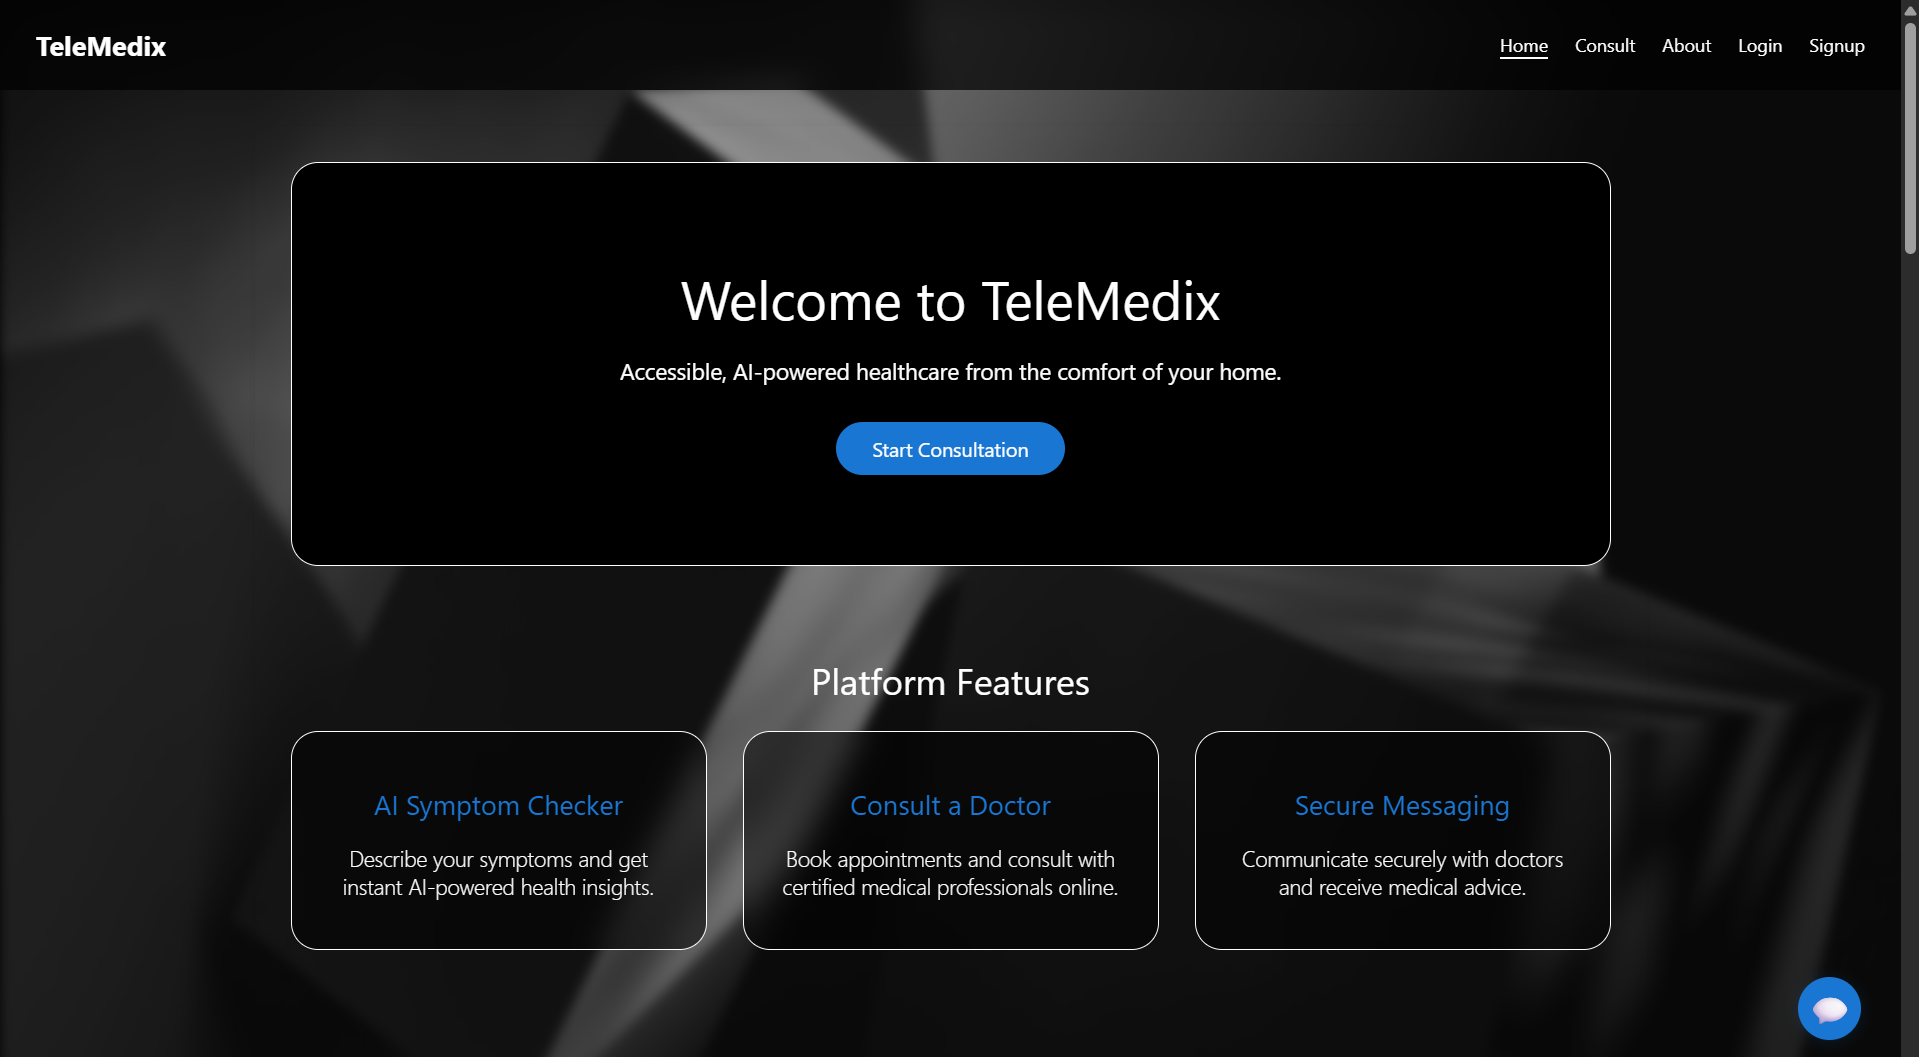 TeleMedix
Home Consult About Login Signup
Welcome to TeleMedix
Accessible, AI-powered healthcare from the comfort of your home.
Start Consultation
Platform Features
AI Symptom Checker
Describe your symptoms and get
instant AI-powered health insights.
Consult a Doctor
Book appointments and consult with
certified medical professionals online.
Secure Messaging
Communicate securely with doctors
and receive medical advice.